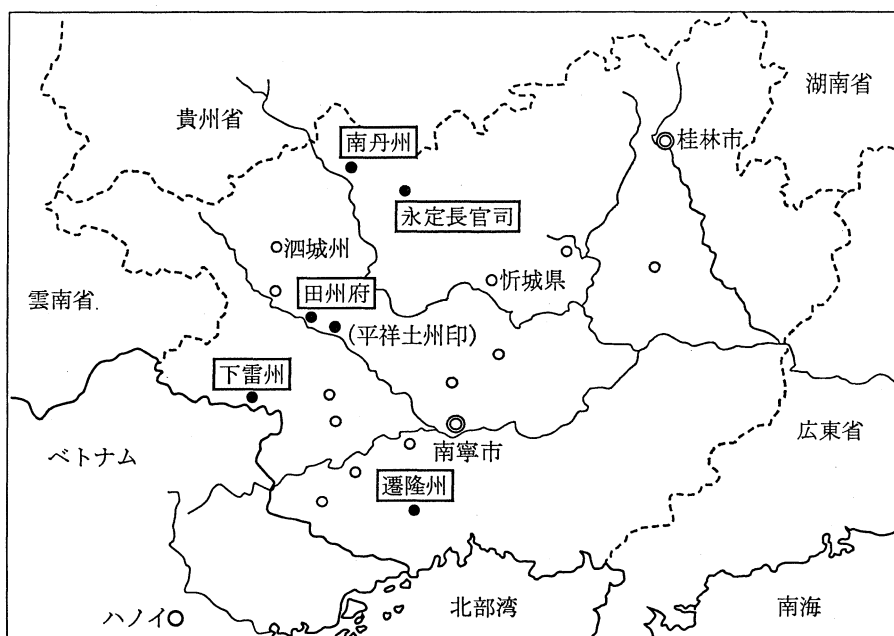 湖南省
貴州省
南丹州
桂林市
永定長官司
泗城州
忻城県
雲南省
田州府
(平祥土州印)
下雷州
広東省
南寧市
ベトナム
遷隆州
ハノイ
北部湾
南海